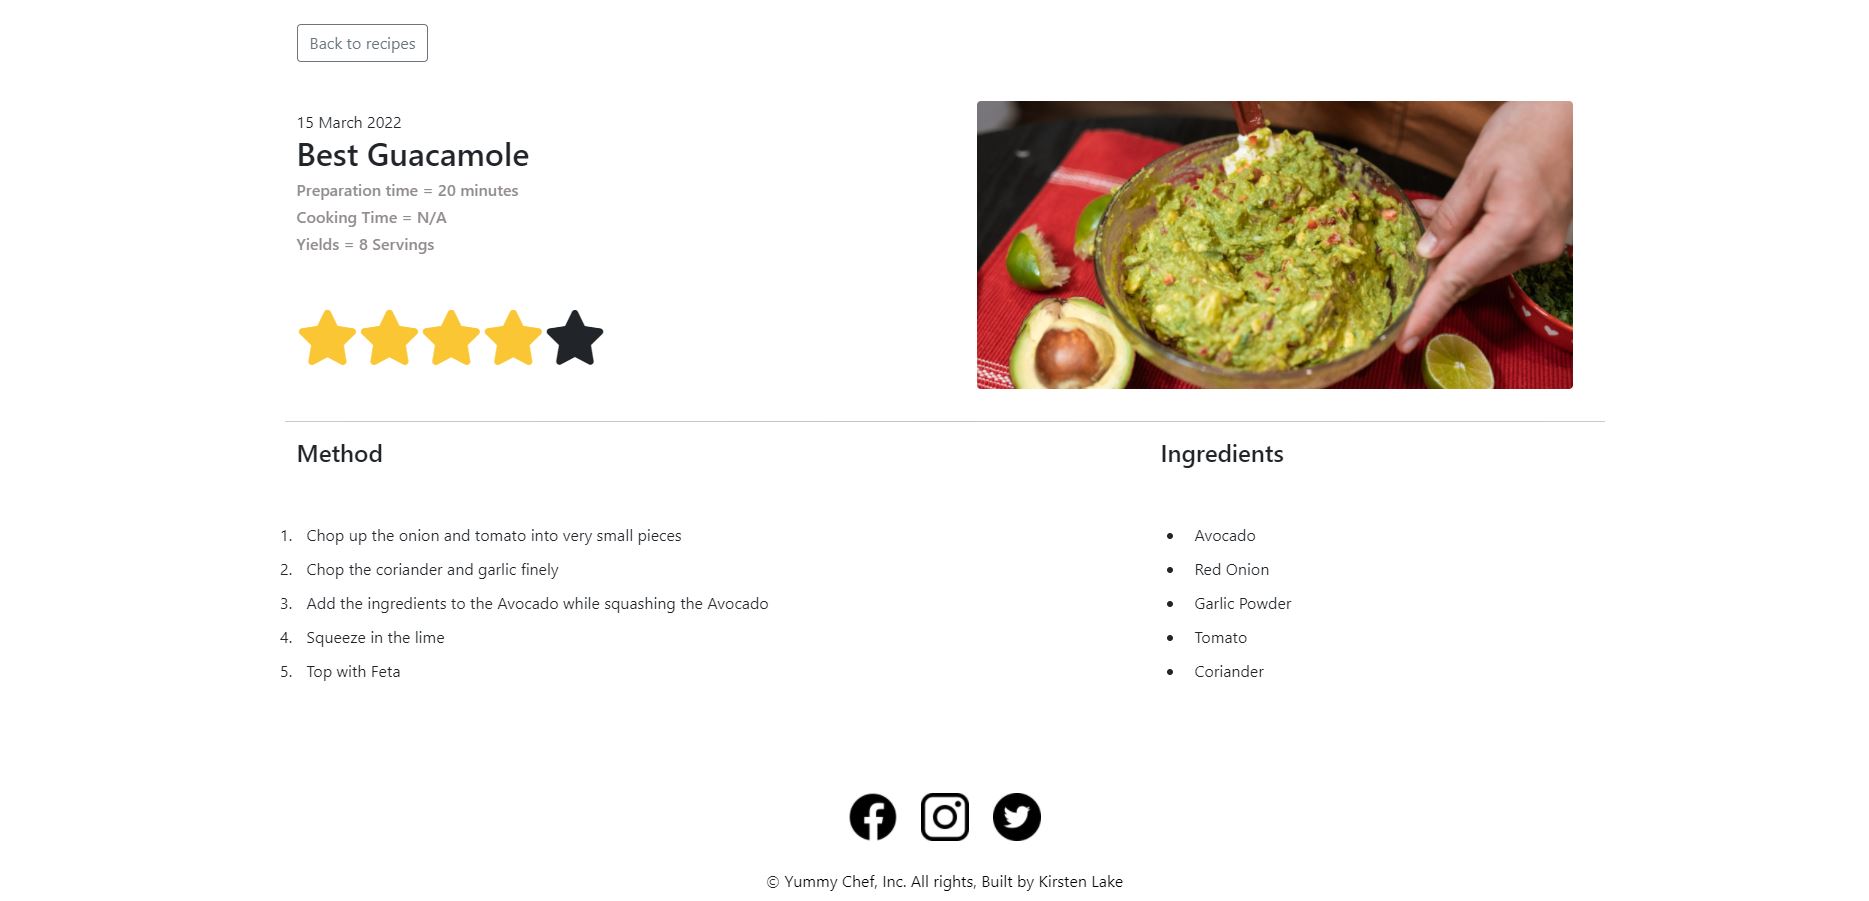 Back to recipes
15 March 2022
Best Guacamole
Preparation time = 20 minutes
Cooking Time = N/A
Yields = 8 Servings
Method
1. Chop up the onion and tomato into very small pieces
2. Chop the coriander and garlic finely
3. Add the ingredients to the Avocado while squashing the Avocado
4. Squeeze in the lime
5. Top with Feta
Ingredients
• Avocado
• Red Onion
• Garlic Powder
• Tomato
• Coriander
© Yummy Chef, Inc. All rights, Built by Kirsten Lake